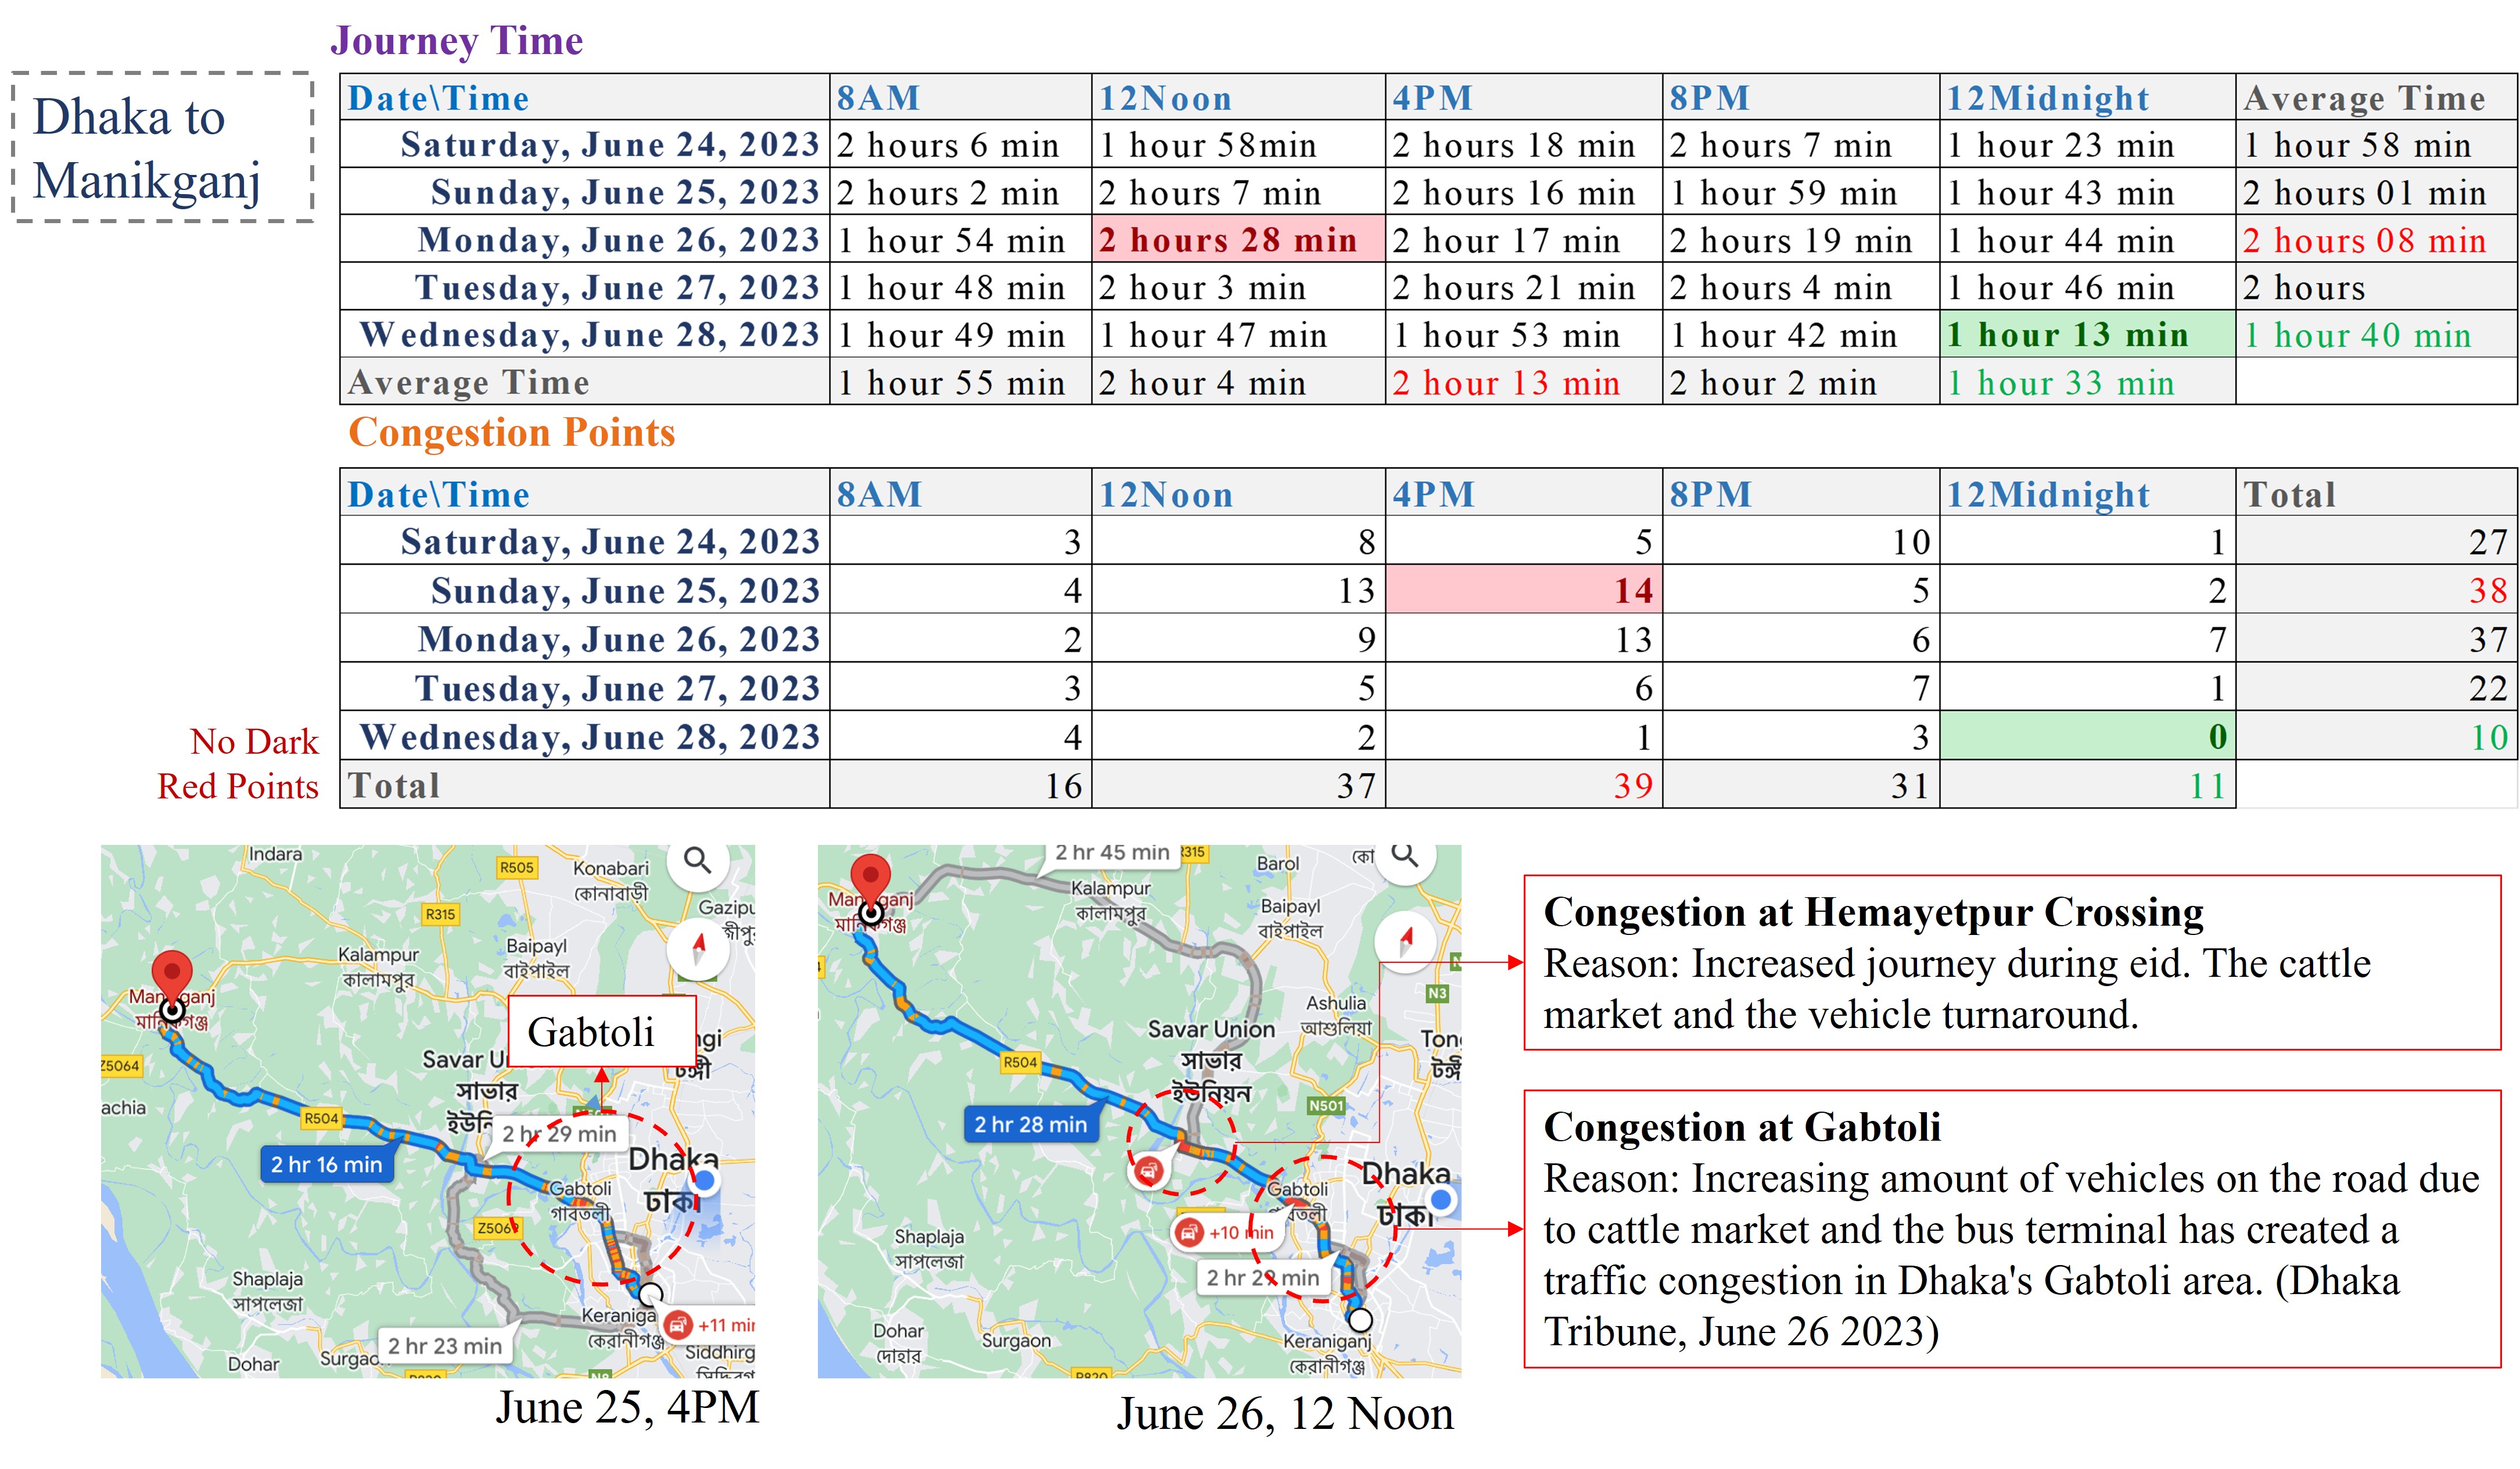 Journey Time
Dhaka to
Manikganj
Date\Time 8AM 12Noon 4PM 8PM 12Midnight Average Time
Saturday, June 24, 2023 2 hours 6 min 1 hour 58min 2 hours 18 min 2 hours 7 min 1 hour 23 min 1 hour 58 min
Sunday, June 25, 2023 2 hours 2 min 2 hours 7 min 2 hours 16 min 1 hour 59 min 1 hour 43 min 2 hours 01 min
Monday, June 26, 2023 1 hour 54 min 2 hours 28 min 2 hour 17 min 2 hours 19 min 1 hour 44 min 2 hours 08 min
Tuesday, June 27, 2023 1 hour 48 min 2 hour 3 min 2 hours 21 min 2 hours 4 min 1 hour 46 min 2 hours
Wednesday, June 28, 2023 1 hour 49 min 1 hour 47 min 1 hour 53 min 1 hour 42 min 1 hour 13 min 1 hour 40 min
Average Time 1 hour 55 min 2 hour 4 min 2 hour 13 min 2 hour 2 min 1 hour 33 min
Congestion Points
Date\Time 8AM 12Noon 4PM 8PM 12Midnight Total
Saturday, June 24, 2023 3 8 5 10 1 27
Sunday, June 25, 2023 4 13 14 5 2 38
Monday, June 26, 2023 2 9 13 6 7 37
Tuesday, June 27, 2023 3 5 6 7 1 22
Wednesday, June 28, 2023 4 2 1 3 0 10
Total 16 37 39 31 11
No Dark
Red Points
Indara
R505
Konabari
কোনাবাড়ী
R315
Gazipu
Kalampur
কালামপুর
Baipayl
বাইপাইল
Manikganj
মানিকগঞ্জ
Gabtoli
Z5064
Savar
সাভার
achia
R504
2 hr 29 min
2 hr 16 min
Dhaka
ঢাকা
Gabtoli
গাবতলী
Z5069
Shaplaja
সাপলেজা
Keraniga
কেরানীগঞ্জ
+11 min
2 hr 23 min
Siddhirg
Dohar
Surgao
June 25, 4PM
2 hr 45 min
R315
Barol
Kalampur
কালামপুর
Manikganj
মানিকগঞ্জ
Baipayl
বাইপাইল
N3
Ashulia
আশুলিয়া
Savar Union
সাভার
ইউনিয়ন
Ton
R504
N501
2 hr 28 min
Dhaka
ঢাকা
Gabtoli
গাবতলী
+10 min
Shaplaja
সাপলেজা
2 hr 29 min
Dohar
দোহার
Surgaon
Keraniganj
কেরানীগঞ্জ
R820
June 26, 12 Noon
Congestion at Hemayetpur Crossing
Reason: Increased journey during eid. The cattle
market and the vehicle turnaround.
Congestion at Gabtoli
Reason: Increasing amount of vehicles on the road due
to cattle market and the bus terminal has created a
traffic congestion in Dhaka's Gabtoli area. (Dhaka
Tribune, June 26 2023)